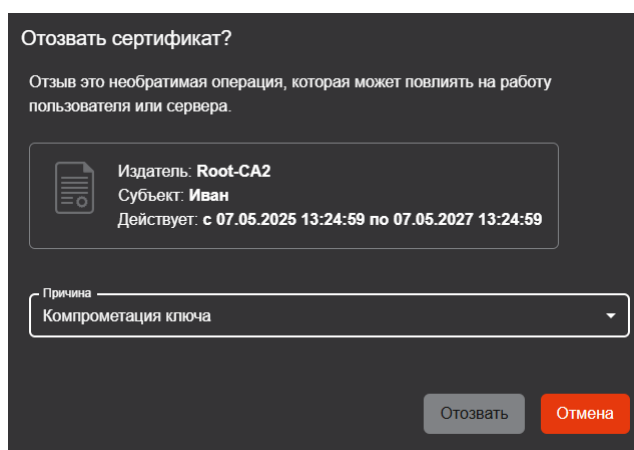 Отозвать сертификат?
Отзыв это необратимая операция, которая может повлиять на работу
пользователя или сервера.
Издатель: Root-CA2
Субъект: Иван
Действует: с 07.05.2025 13:24:59 по 07.05.2027 13:24:59
Причина
Компрометация ключа
Отозвать Отмена